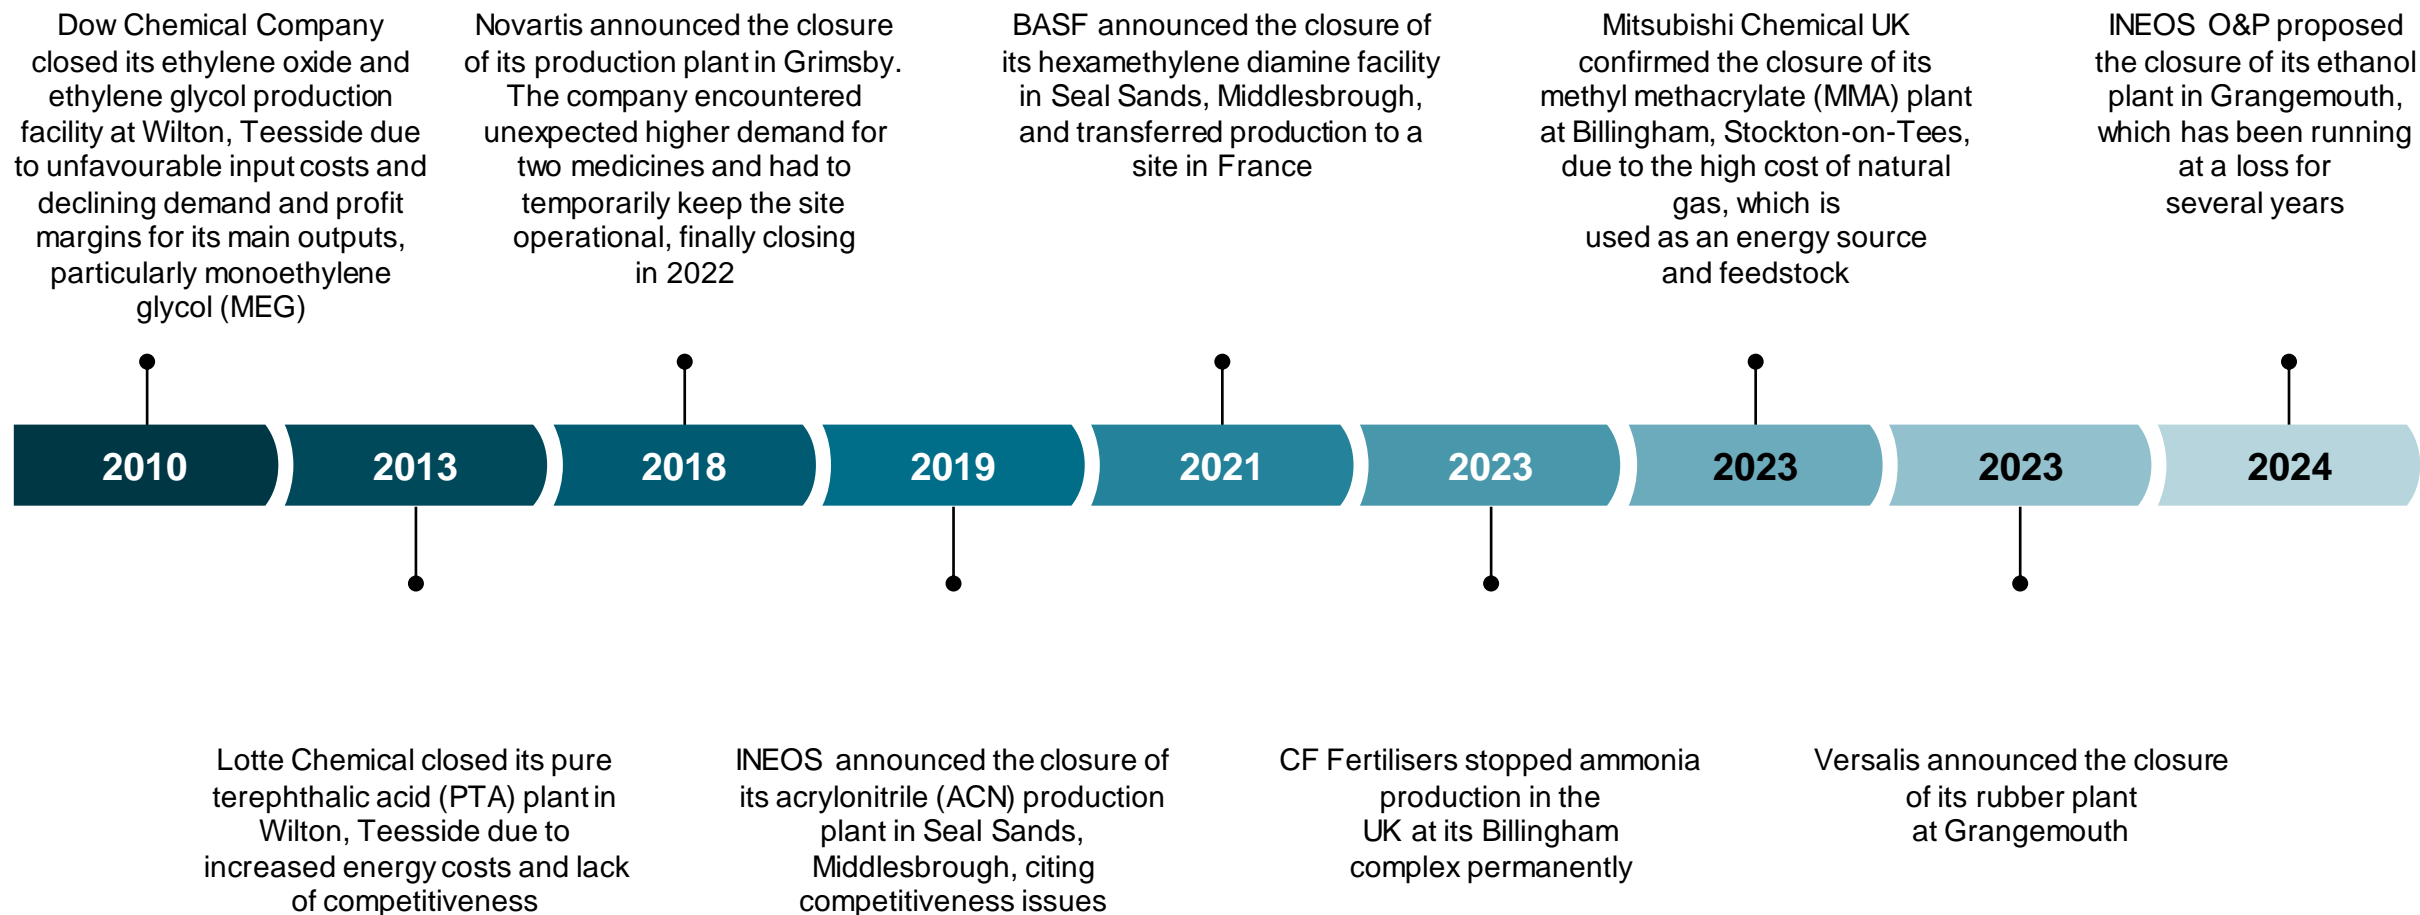 Dow Chemical Company
closed its ethylene oxide and
ethylene glycol production
facility at Wilton, Teesside due
to unfavourable input costs and
declining demand and profit
margins for its main outputs,
particularly monoethylene
glycol (MEG)
Novartis announced the closure
of its production plant in Grimsby.
The company encountered
unexpected higher demand for
two medicines and had to
temporarily keep the site
operational, finally closing
in 2022
BASF announced the closure of
its hexamethylene diamine facility
in Seal Sands, Middlesbrough,
and transferred production to a
site in France
Mitsubishi Chemical UK
confirmed the closure of its
methyl methacrylate (MMA) plant
at Billingham, Stockton-on-Tees,
due to the high cost of natural
gas, which is
used as an energy source
and feedstock
INEOS O&P proposed
the closure of its ethanol
plant in Grangemouth,
which has been running
at a loss for
several years
2010
2013
2018
2019
2021
2023
2023
2023
2024
Lotte Chemical closed its pure
terephthalic acid (PTA) plant in
Wilton, Teesside due to
increased energy costs and lack
of competitiveness
INEOS announced the closure of
its acrylonitrile (ACN) production
plant in Seal Sands,
Middlesbrough, citing
competitiveness issues
CF Fertilisers stopped ammonia
production in the
UK at its Billingham
complex permanently
Versalis announced the closure
of its rubber plant
at Grangemouth